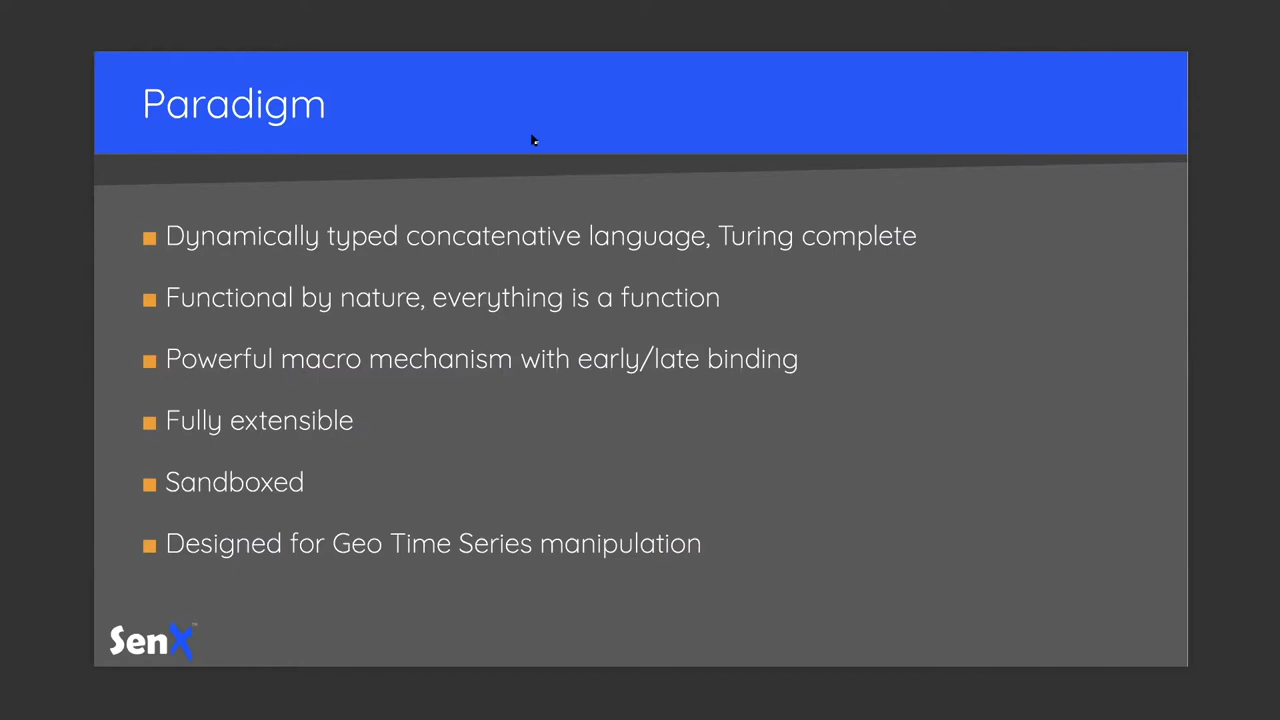 Paradigm
Dynamically typed concatenative language, Turing complete
Functional by nature, everything is a function
Powerful macro mechanism with early/late binding
Fully extensible
Sandboxed
Designed for Geo Time Series manipulation
SenX™